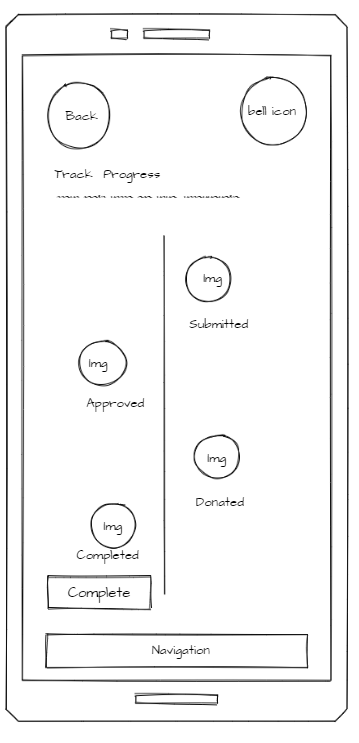 Back
bell icon
Track Progress
Img
Submitted
Img
Approved
Img
Donated
Img
Completed
Complete
Navigation